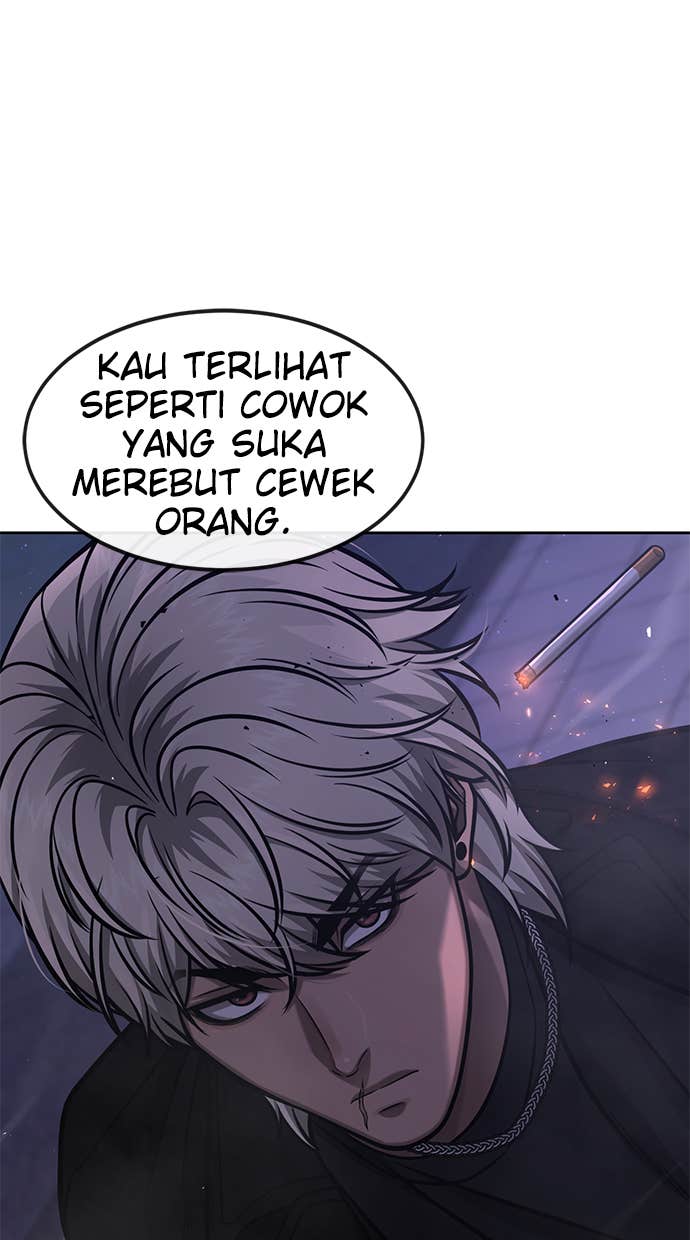 KAU TERLIHAT
SEPERTI COWOK
YANG SUKA
MEREBUT CEWEK
ORANG.